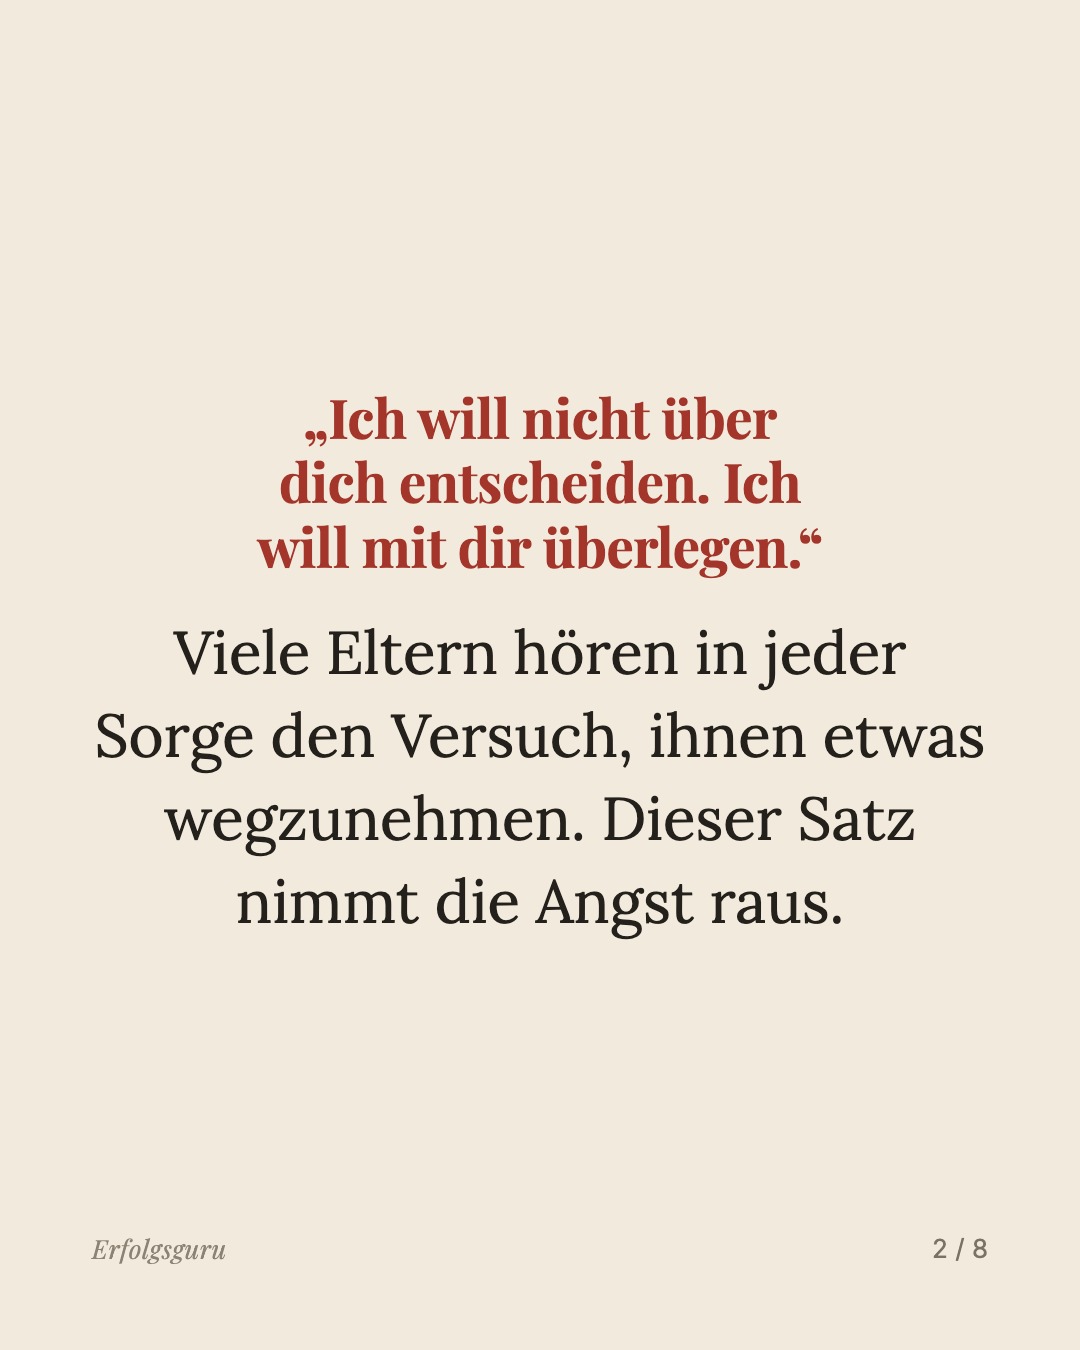 „Ich will nicht über
dich entscheiden. Ich
will mit dir überlegen.“
Viele Eltern hören in jeder
Sorge den Versuch, ihnen etwas
wegzunehmen. Dieser Satz
nimmt die Angst raus.
Erfolgsguru
2 / 8